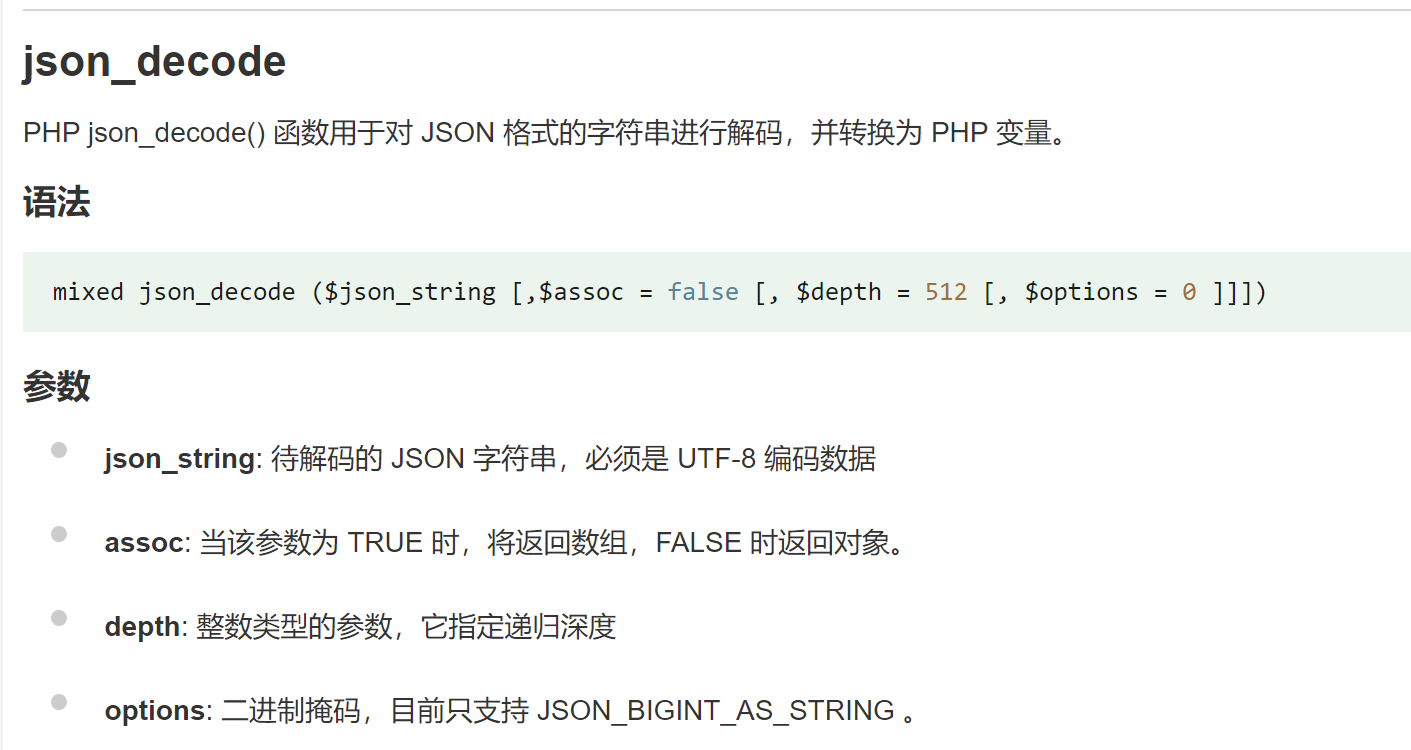 json_decode
PHP json_decode() 函数用于对 JSON 格式的字符串进行解码，并转换为 PHP 变量。
语法
mixed json_decode ($json_string [,$assoc = false [, $depth = 512 [, $options = 0 ]]])
参数
json_string: 待解码的 JSON 字符串，必须是 UTF-8 编码数据
assoc: 当该参数为 TRUE 时，将返回数组，FALSE 时返回对象。
depth: 整数类型的参数，它指定递归深度
options: 二进制掩码，目前只支持 JSON_BIGINT_AS_STRING 。